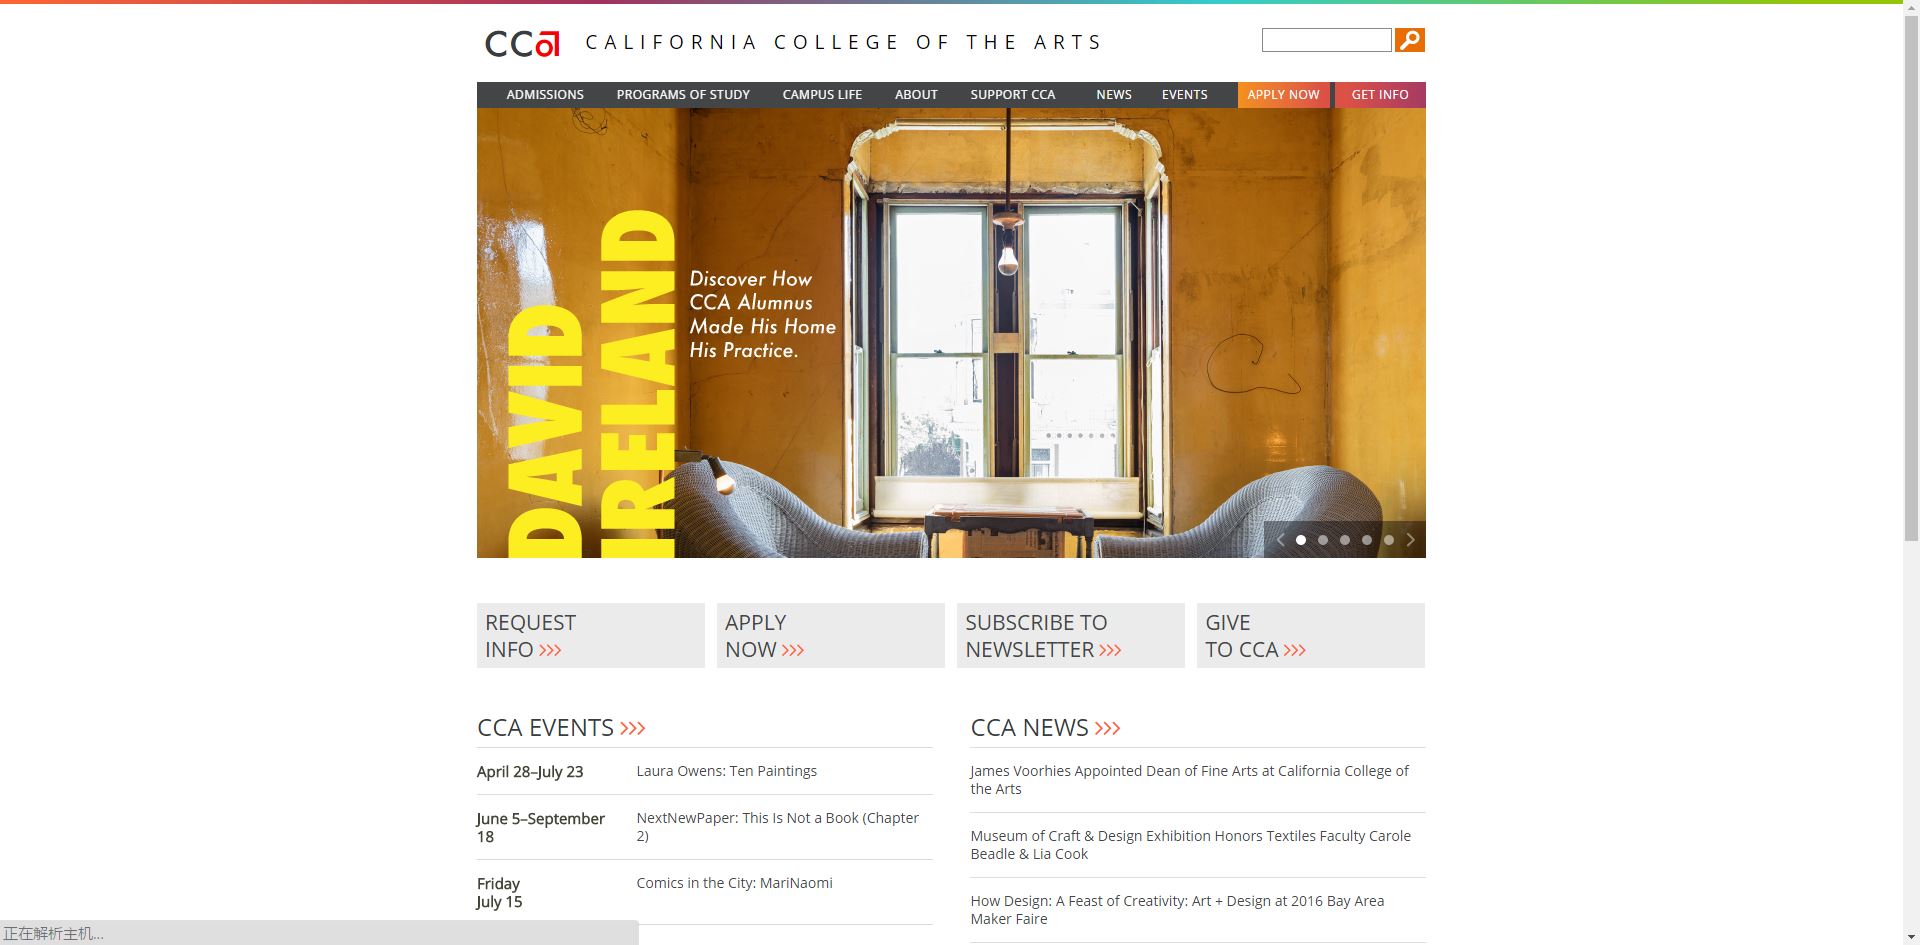 CCA CALIFORNIA COLLEGE OF THE ARTS
ADMISSIONS PROGRAMS OF STUDY CAMPUS LIFE ABOUT SUPPORT CCA NEWS EVENTS APPLY NOW GET INFO
DAVID
IRELAND
Discover How
CCA Alumnus
Made His Home
His Practice.
REQUEST
INFO >>>
APPLY
NOW >>>
SUBSCRIBE TO
NEWSLETTER >>>
GIVE
TO CCA >>>
CCA EVENTS >>>
April 28–July 23 Laura Owens: Ten Paintings
June 5–September
18
NextNewPaper: This Is Not a Book (Chapter
2)
Friday
July 15
Comics in the City: MariNaomi
CCA NEWS >>>
James Voorhies Appointed Dean of Fine Arts at California College of
the Arts
Museum of Craft & Design Exhibition Honors Textiles Faculty Carole
Beadle & Lia Cook
How Design: A Feast of Creativity: Art + Design at 2016 Bay Area
Maker Faire
正在解析主机...